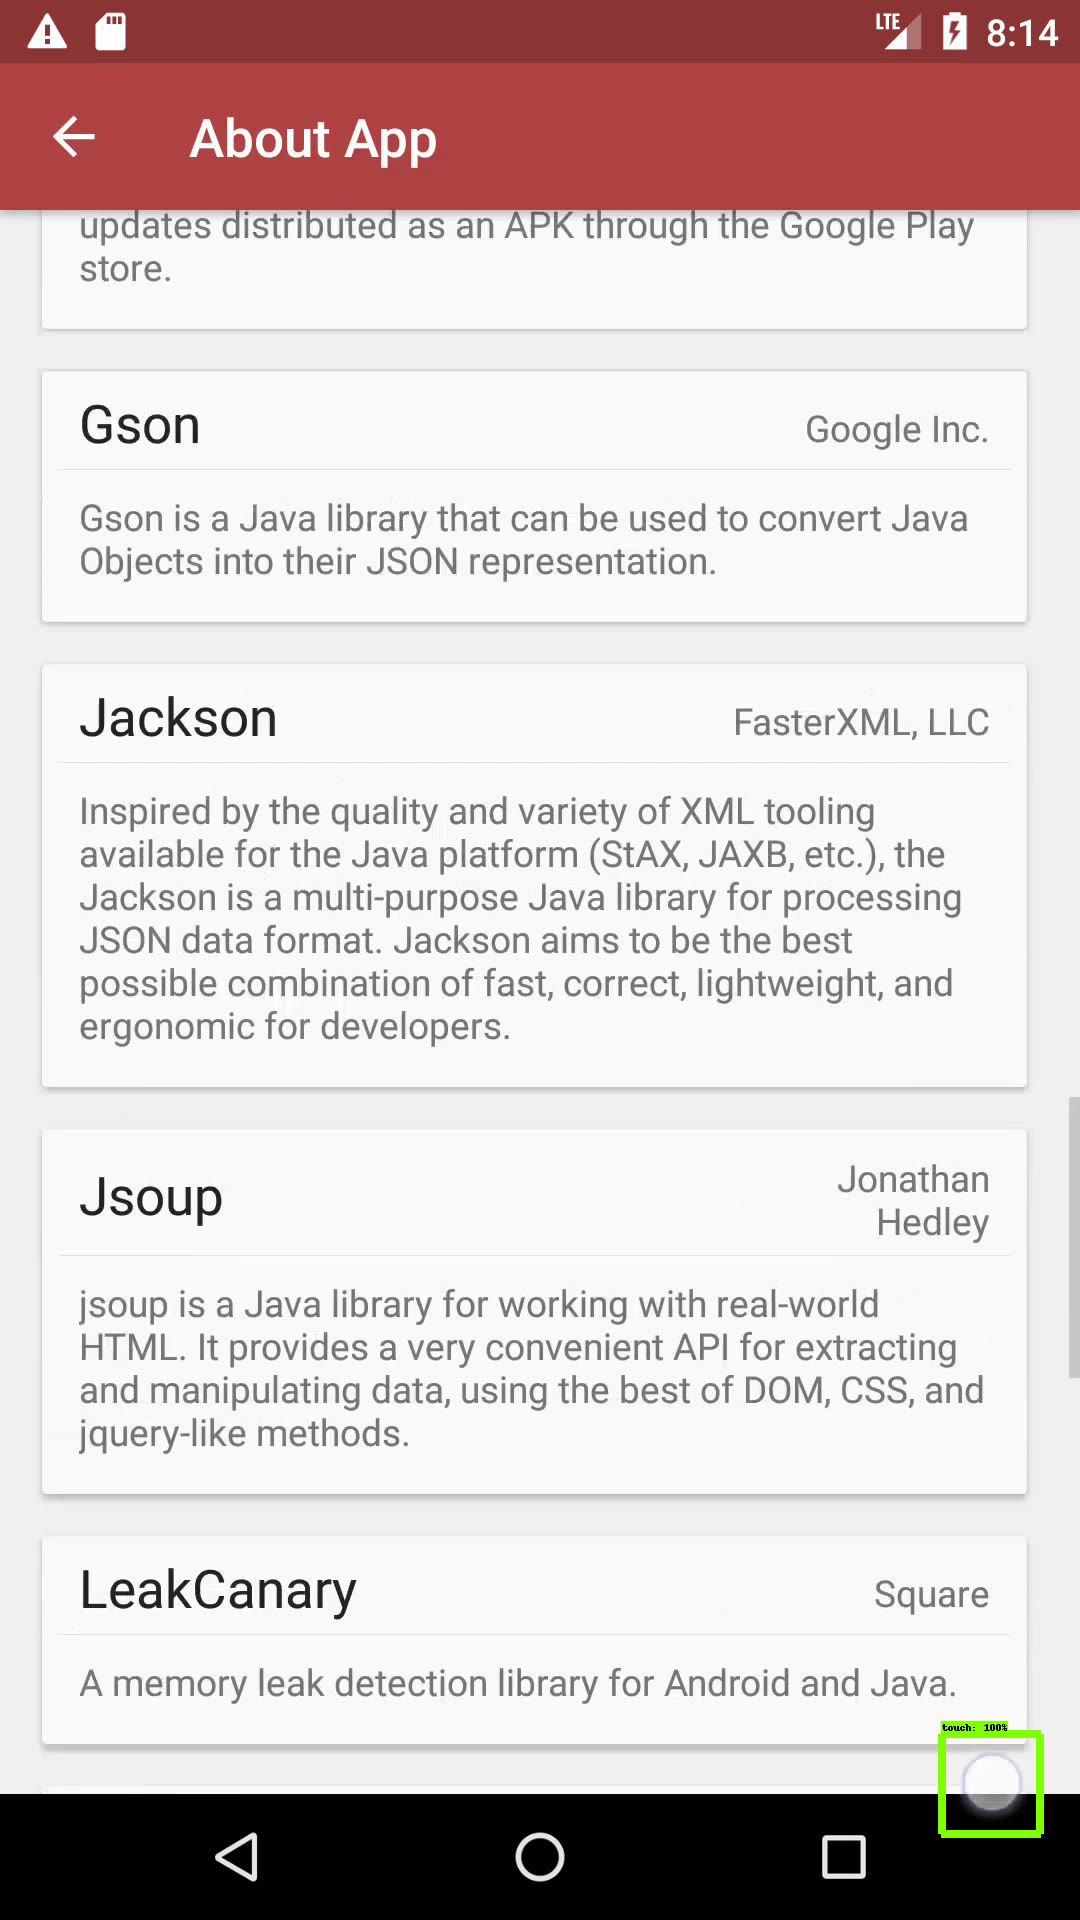 LTE 8:14
About App
updates distributed as an APK through the Google Play
store.
Gson Google Inc.
Gson is a Java library that can be used to convert Java
Objects into their JSON representation.
Jackson FasterXML, LLC
Inspired by the quality and variety of XML tooling
available for the Java platform (StAX, JAXB, etc.), the
Jackson is a multi-purpose Java library for processing
JSON data format. Jackson aims to be the best
possible combination of fast, correct, lightweight, and
ergonomic for developers.
Jsoup Jonathan
Hedley
jsoup is a Java library for working with real-world
HTML. It provides a very convenient API for extracting
and manipulating data, using the best of DOM, CSS, and
jquery-like methods.
LeakCanary Square
A memory leak detection library for Android and Java.
touch: 100%